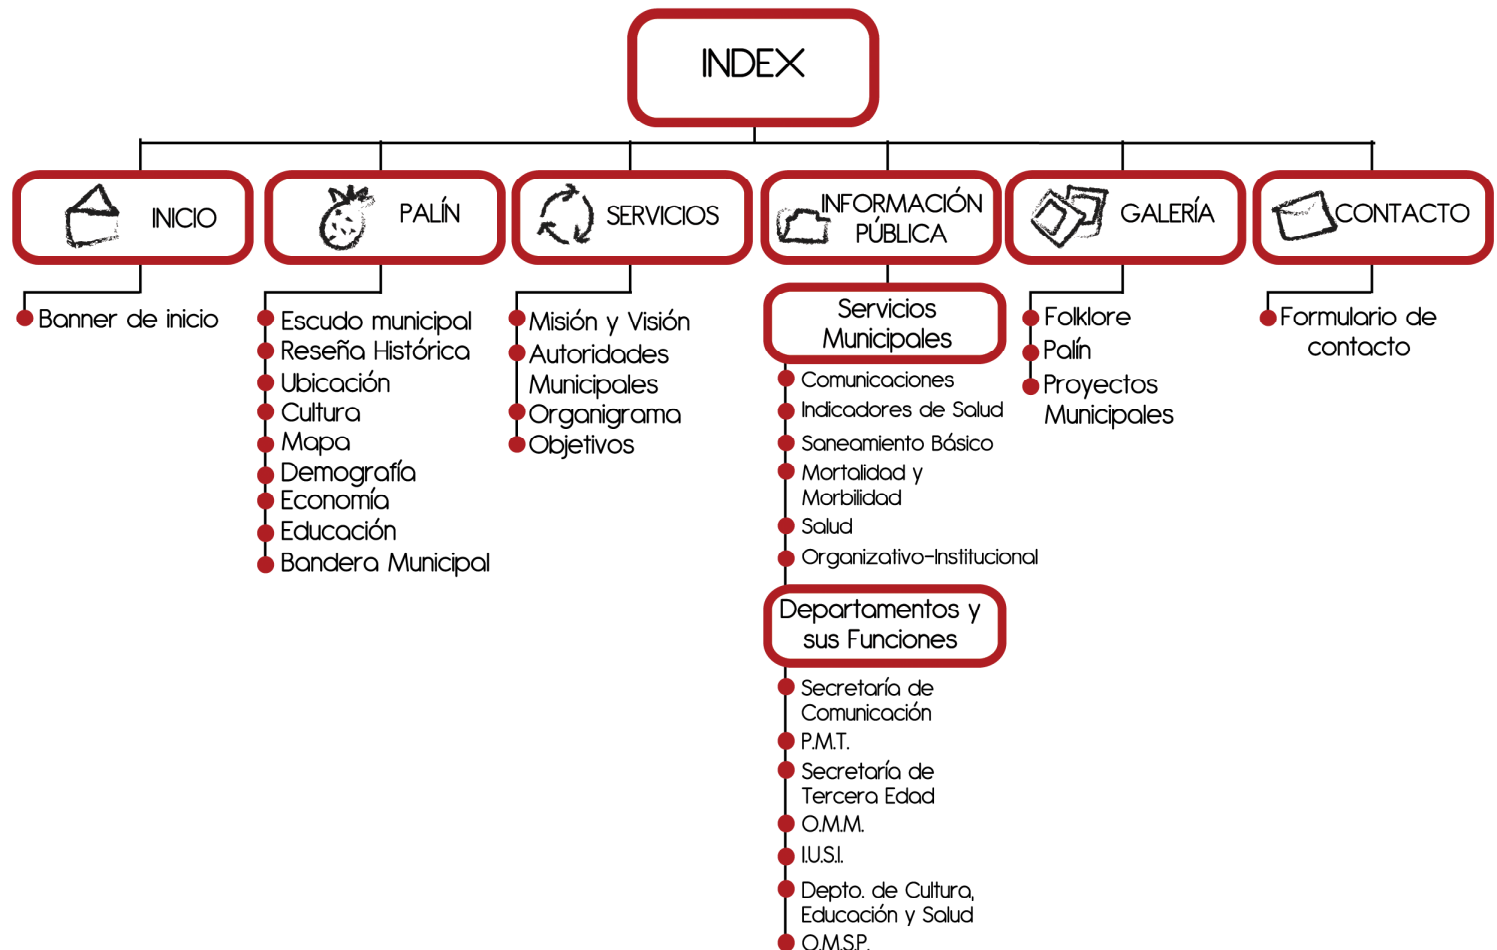 INDEX
INICIO
Banner de inicio
PALÍN
Escudo municipal
Reseña Histórica
Ubicación
Cultura
Mapa
Demografía
Economía
Educación
Bandera Municipal
SERVICIOS
Misión y Visión
Autoridades
Municipales
Organigrama
Objetivos
INFORMACIÓN
PÚBLICA
Servicios
Municipales
Comunicaciones
Indicadores de Salud
Saneamiento Básico
Mortalidad y
Morbilidad
Salud
Organizativo-Institucional
Departamentos y
sus Funciones
Secretaría de
Comunicación
P.M.T.
Secretaría de
Tercera Edad
O.M.M.
I.U.S.I.
Depto. de Cultura,
Educación y Salud
O.M.S.P.
GALERÍA
Folklore
Palín
Proyectos
Municipales
CONTACTO
Formulario de
contacto